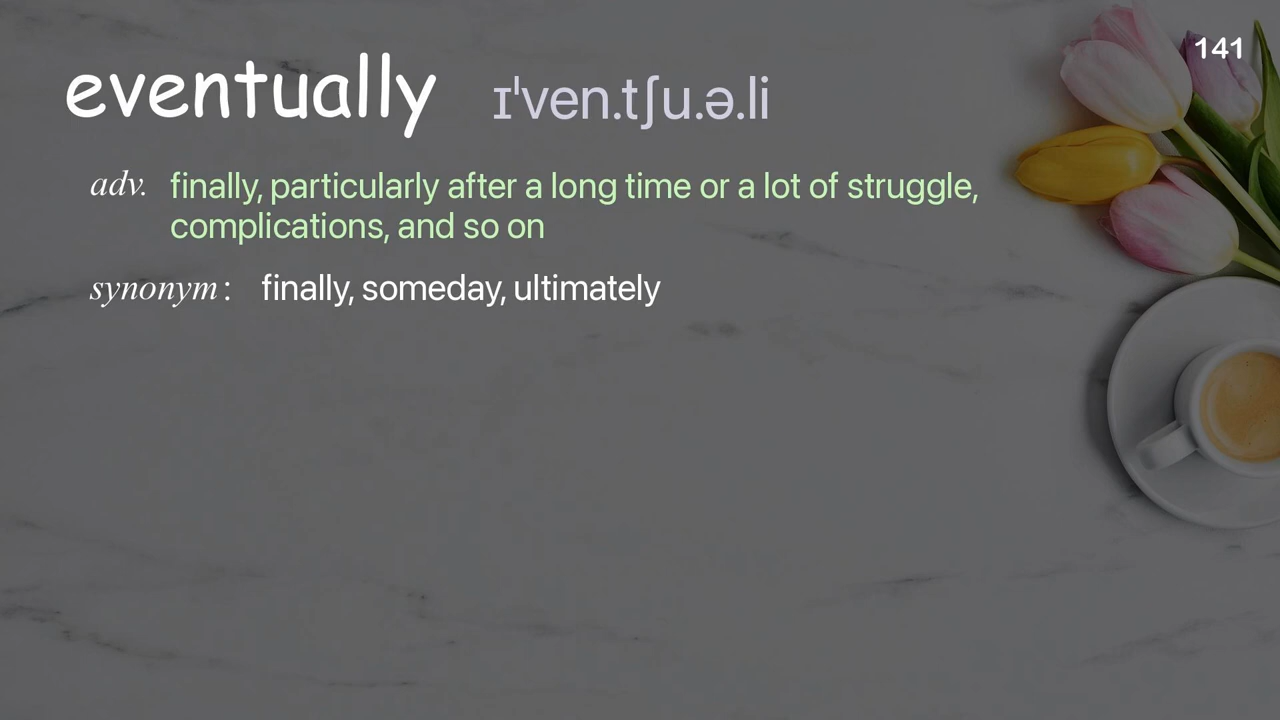 141
eventually ɪˈven.tʃu.ə.li
adv. finally, particularly after a long time or a lot of struggle,
complications, and so on
synonym: finally, someday, ultimately